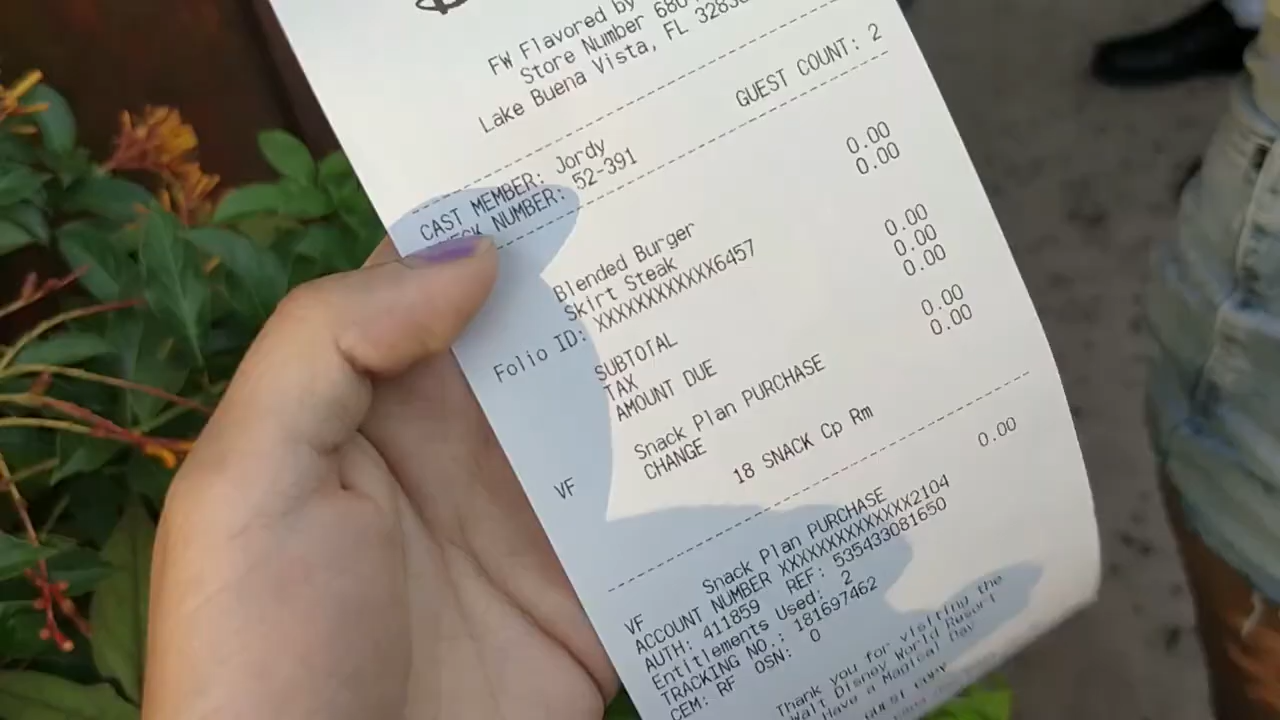 FW Flavored by
Store Number 680
Lake Buena Vista, FL
GUEST COUNT: 2
CAST MEMBER: Jordy
NUMBER: 52-391
Blended Burger 0.00
Skirt Steak 0.00
Folio ID: XXXXXXXXXX6457
SUBTOTAL 0.00
TAX 0.00
AMOUNT DUE 0.00
VF Snack Plan PURCHASE 0.00
CHANGE 0.00
18 SNACK Cp Rm
VF Snack Plan PURCHASE 0.00
ACCOUNT NUMBER XXXXXXXXXXXXX2104
AUTH: 411859 REF: 535433081650
Entitlements Used: 2
TRACKING NO.: 181697462
CEM: RF OSN: 0
Thank you for visiting the
Walt Disney World Resort
Have a Magical Day